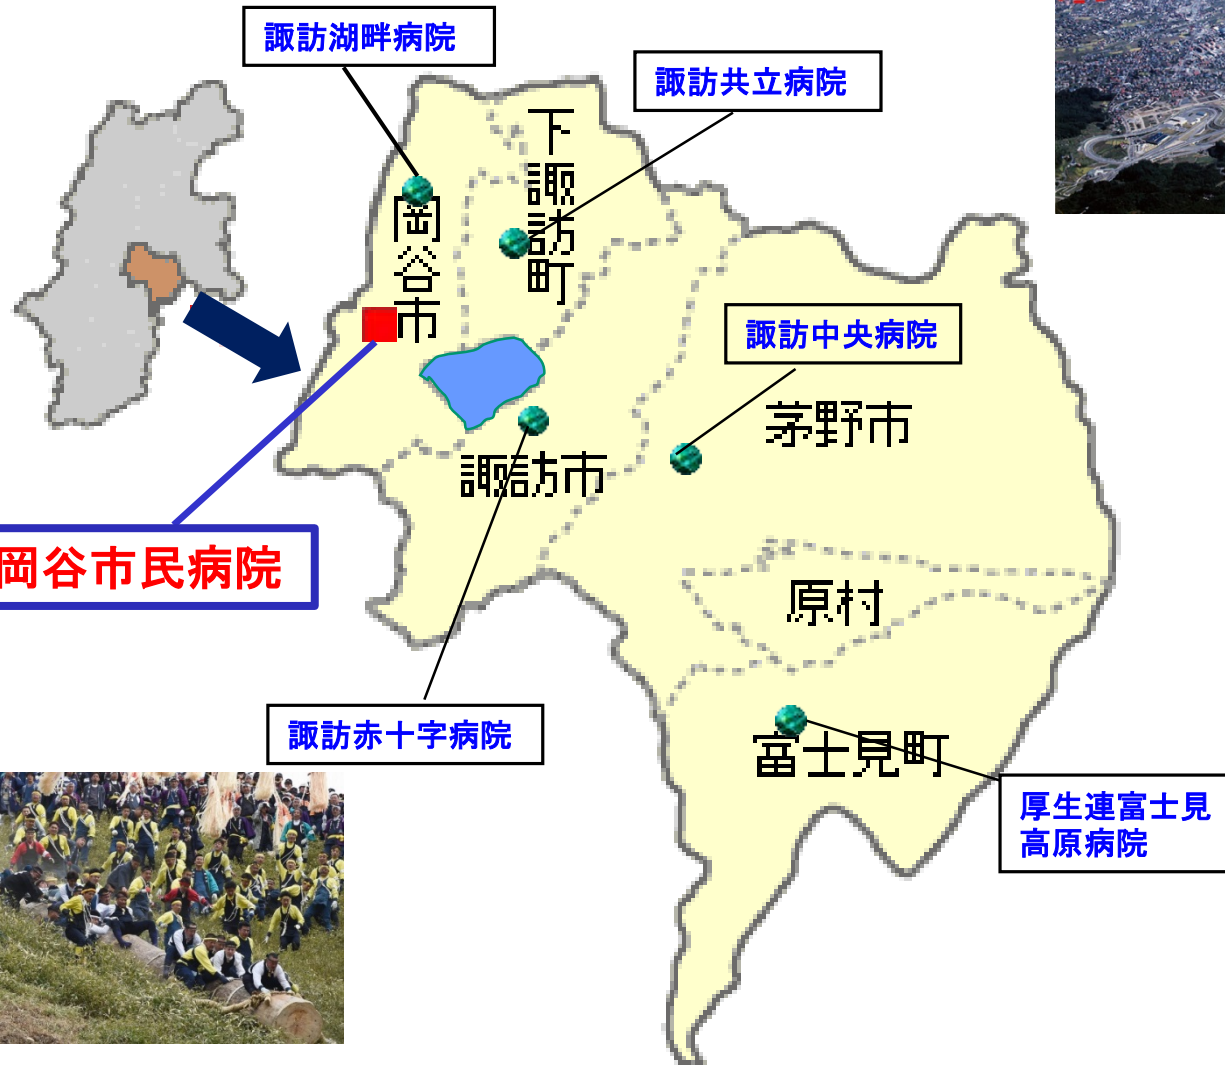 諏訪湖畔病院
諏訪共立病院
下諏訪町
岡谷市
諏訪中央病院
茅野市
諏訪市
岡谷市民病院
原村
諏訪赤十字病院
富士見町
厚生連富士見
高原病院